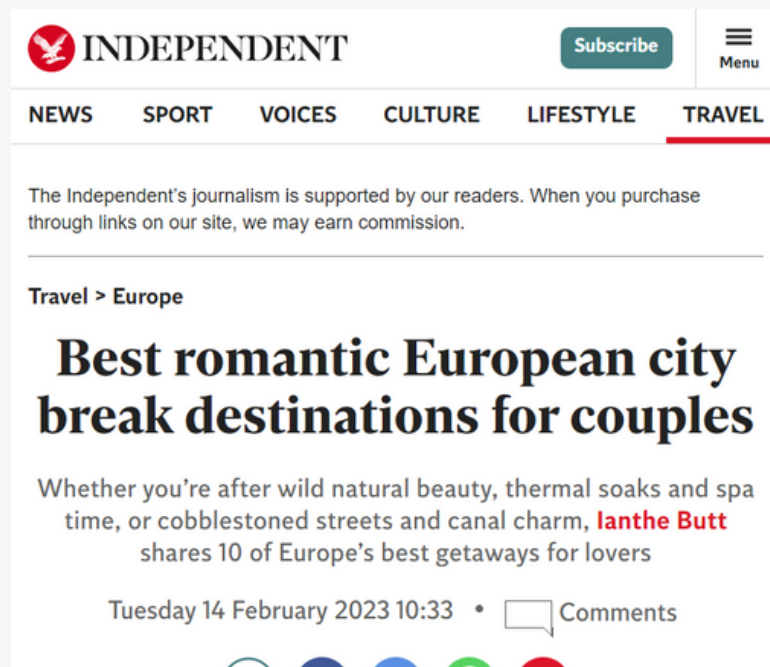 INDEPENDENT
Subscribe
Menu
NEWS SPORT VOICES CULTURE LIFESTYLE TRAVEL
The Independent's journalism is supported by our readers. When you purchase
through links on our site, we may earn commission.
Travel > Europe
Best romantic European city
break destinations for couples
Whether you’re after wild natural beauty, thermal soaks and spa
time, or cobblestoned streets and canal charm, Ianthe Butt
shares 10 of Europe’s best getaways for lovers
Tuesday 14 February 2023 10:33 • Comments